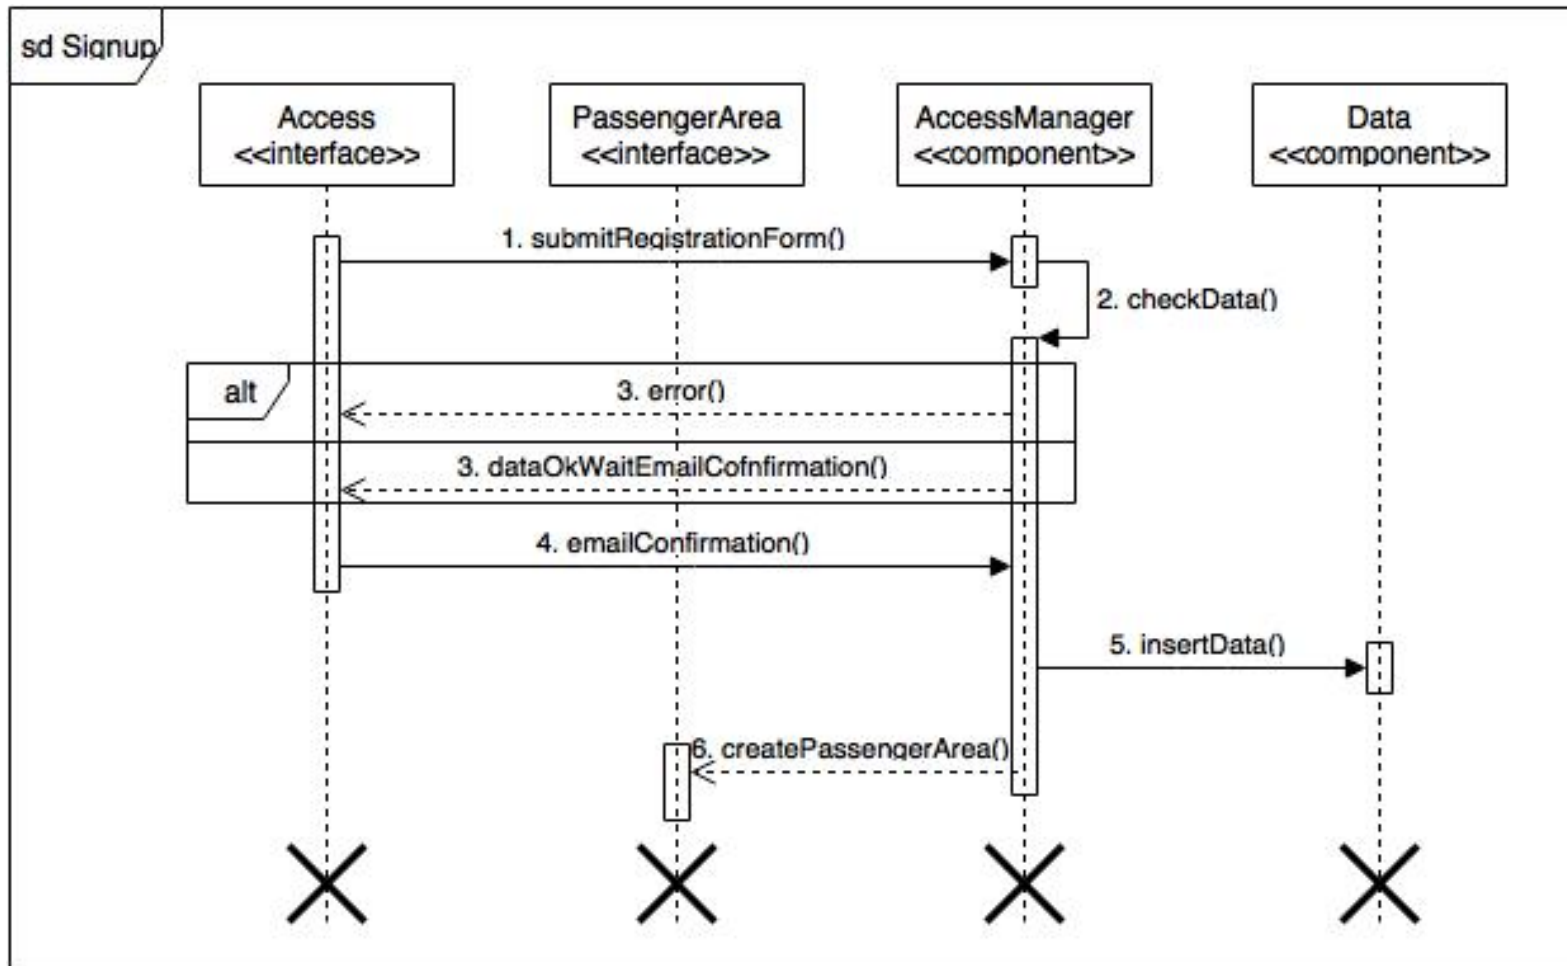 sd Signup
Access
<<interface>>
PassengerArea
<<interface>>
AccessManager
<<component>>
Data
<<component>>
1. submitRegistrationForm()
2. checkData()
alt
3. error()
3. dataOkWaitEmailCofnfirmation()
4. emailConfirmation()
5. insertData()
6. createPassengerArea()